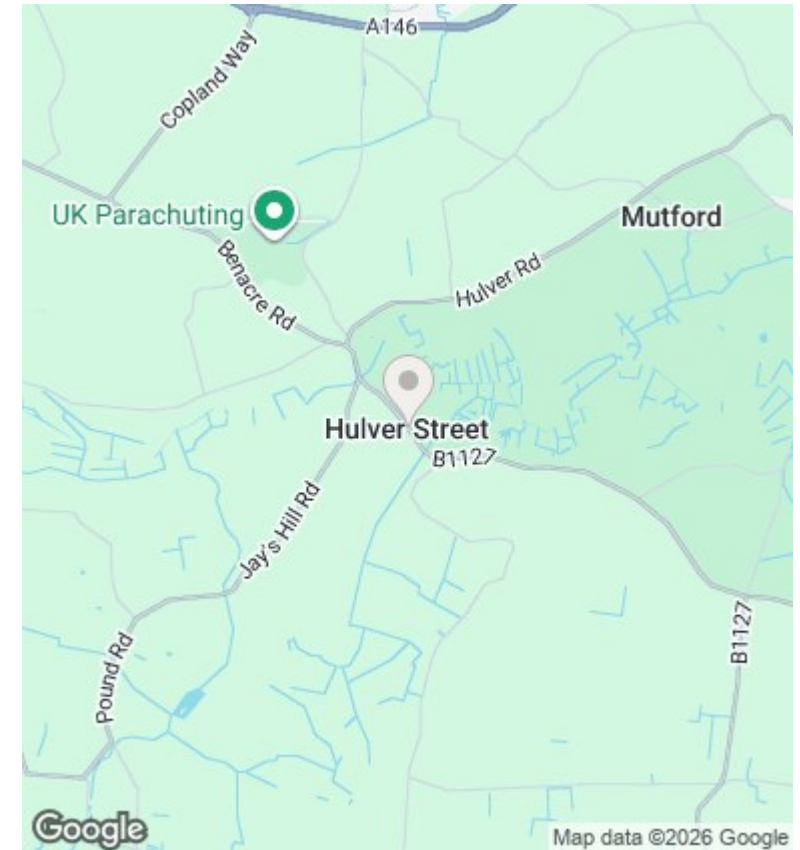 A146
Copland Way
UK Parachuting
Mutford
Benacre Rd
Hulver Rd
Hulver Street
B1127
Jay's Hill Rd
B1127
Pound Rd
Google
Map data ©2026 Google